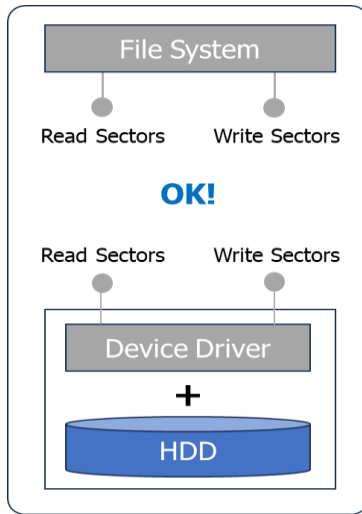 File System
Read Sectors Write Sectors
OK!
Read Sectors Write Sectors
Device Driver
+
HDD